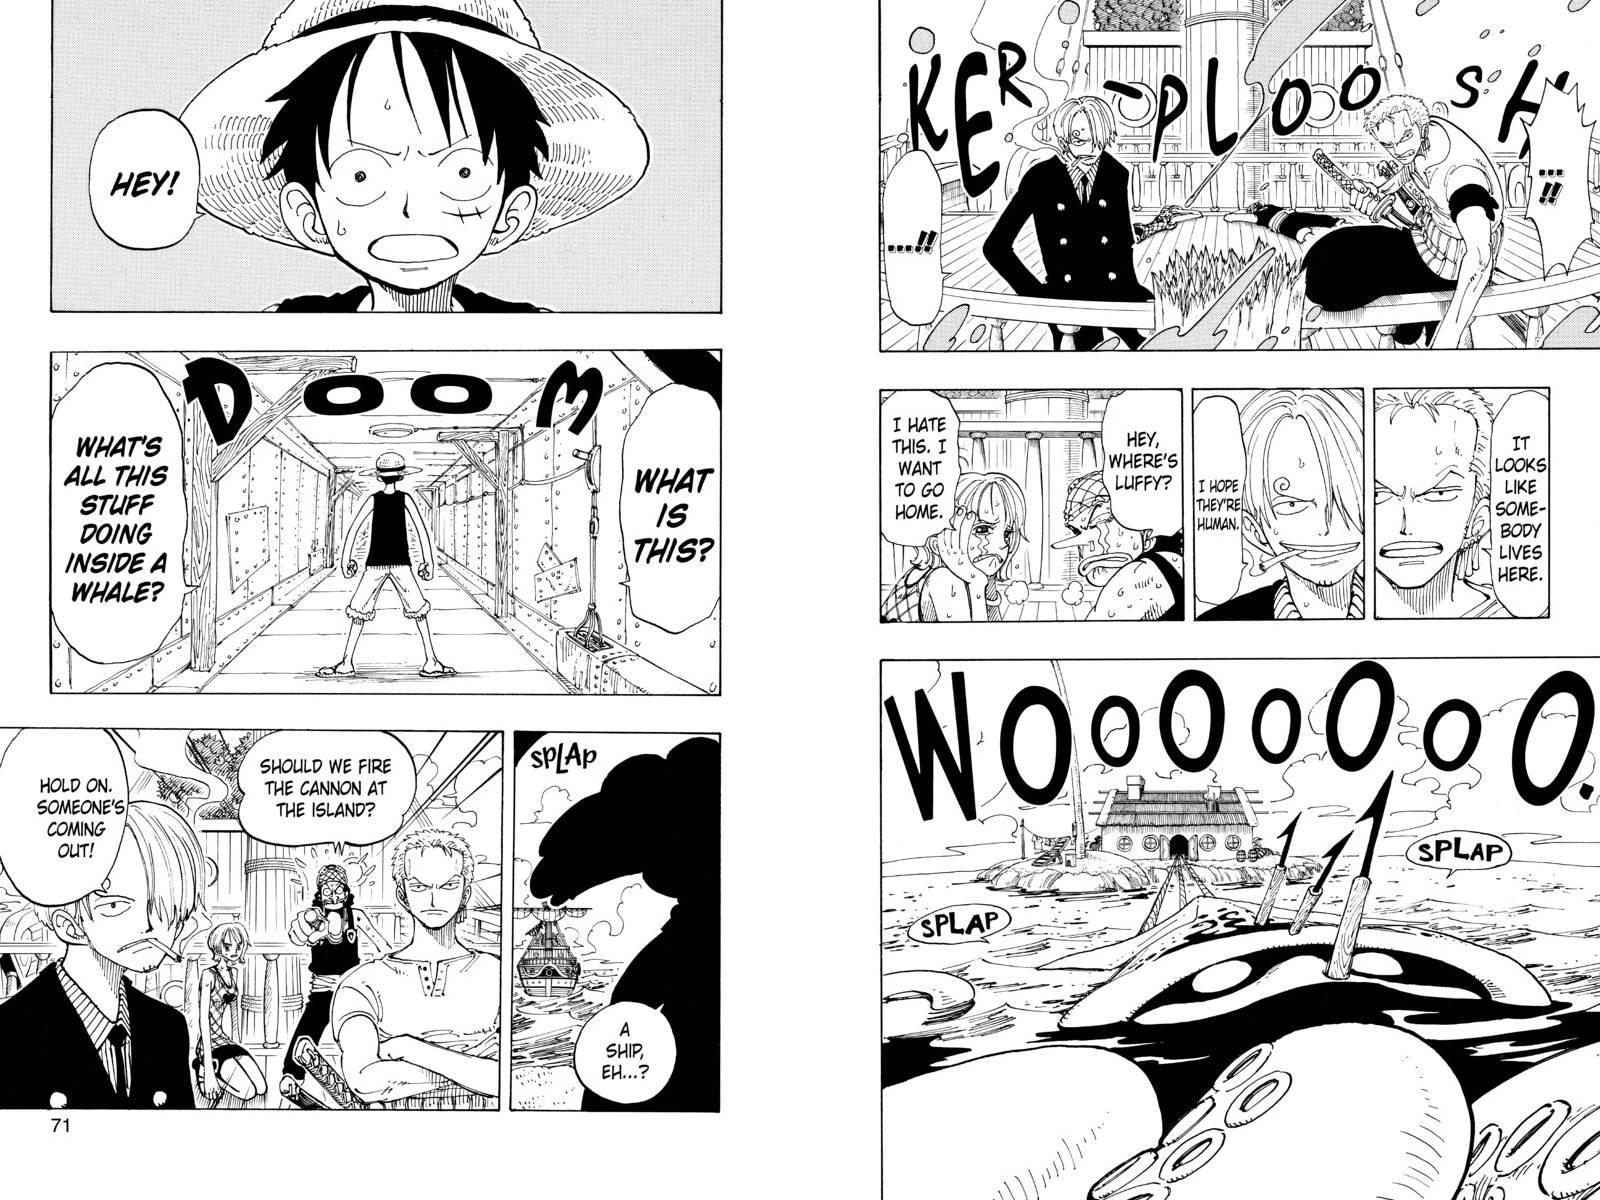 KER-PLOOSH
...!!
....!!
IT
LOOKS
LIKE
SOME-
BODY
LIVES
HERE.
I HOPE
THEY'RE
HUMAN.
HEY,
WHERE'S
LUFFY?
I HATE
THIS. I
WANT
TO GO
HOME.
WOOOOOOO.
SPLAP
SPLAP
HEY!
DOOM
WHAT
IS
THIS?
WHAT'S
ALL THIS
STUFF
DOING
INSIDE A
WHALE?
SPLAP
A
SHIP,
EH...?
SHOULD WE FIRE
THE CANNON AT
THE ISLAND?
HOLD ON.
SOMEONE'S
COMING
OUT!
71